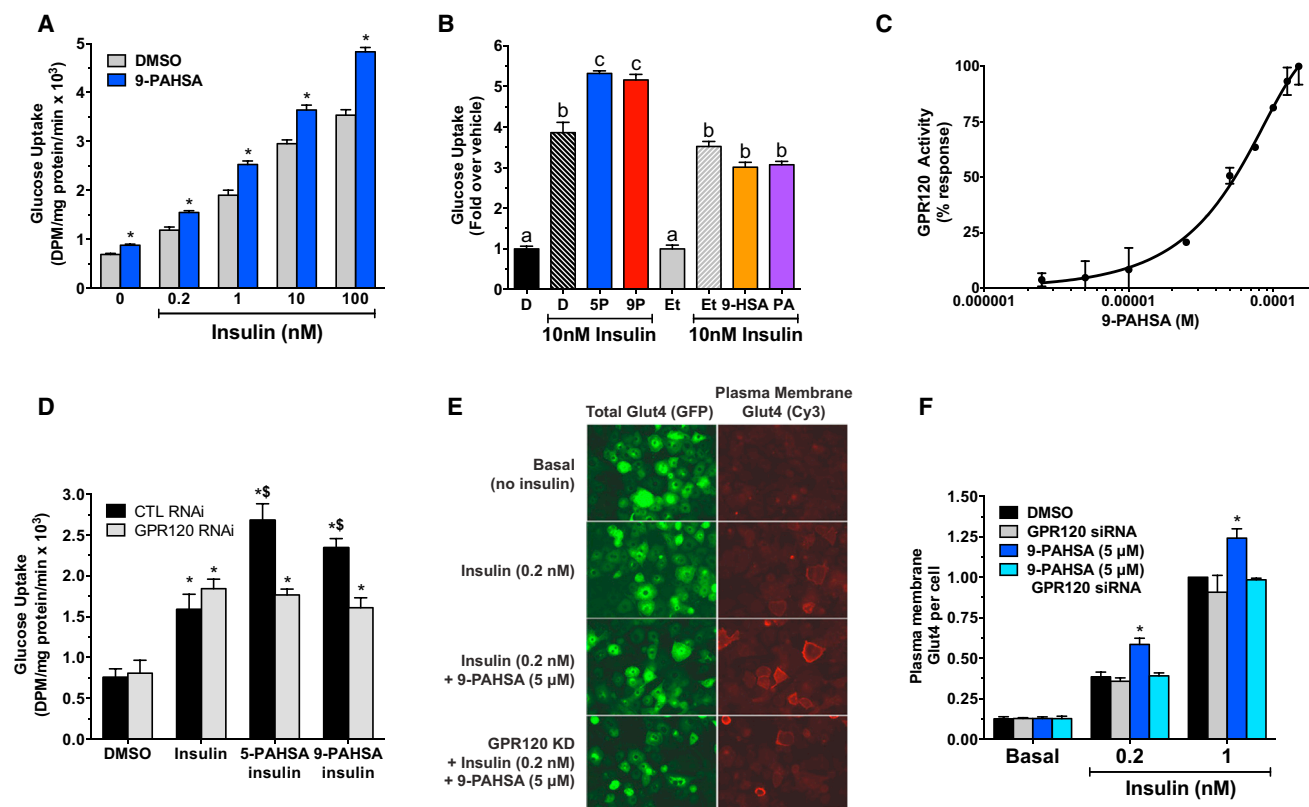 A
Glucose Uptake
(DPM/mg protein/min x 10³)
5
4
3
2
1
0
DMSO
9-PAHSA
*
*
*
*
*
0
0.2
1
10
100
Insulin (nM)
B
Glucose Uptake
(Fold over vehicle)
7
6
5
4
3
2
1
0
a
b
c
c
a
b
b
b
D
D
5P
9P
Et
Et
9-HSA
PA
10nM Insulin
10nM Insulin
C
GPR120 Activity
(% response)
100
75
50
25
0
0.000001
0.00001
0.0001
9-PAHSA (M)
D
Glucose Uptake
(DPM/mg protein/min x 10³)
3.0
2.5
2.0
1.5
1.0
0.5
0.0
CTL RNAi
GPR120 RNAi
*
*
*$
*
*$
*
DMSO
Insulin
5-PAHSA
insulin
9-PAHSA
insulin
E
Total Glut4 (GFP)
Plasma Membrane
Glut4 (Cy3)
Basal
(no insulin)
Insulin (0.2 nM)
Insulin (0.2 nM)
+ 9-PAHSA (5 µM)
GPR120 KD
+ Insulin (0.2 nM)
+ 9-PAHSA (5 µM)
F
Plasma membrane
Glut4 per cell
1.50
1.25
1.00
0.75
0.50
0.25
0.00
DMSO
GPR120 siRNA
9-PAHSA (5 µM)
9-PAHSA (5 µM)
GPR120 siRNA
*
*
Basal
0.2
1
Insulin (nM)